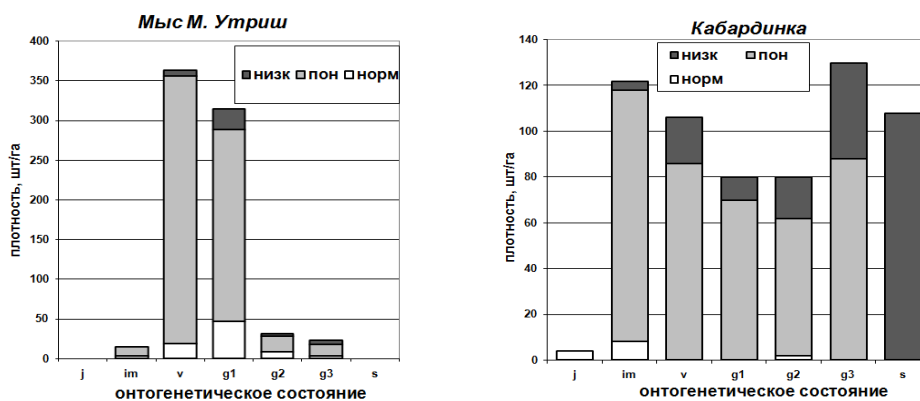 Мыс М. Утриш
400
350
300
250
200
150
100
50
0
плотность, шт/га
низк пон норм
j im v g1 g2 g3 s
онтогенетическое состояние
Кабардинка
140
120
100
80
60
40
20
0
плотность, шт/га
низк пон
норм
j im v g1 g2 g3 s
онтогенетическое состояние